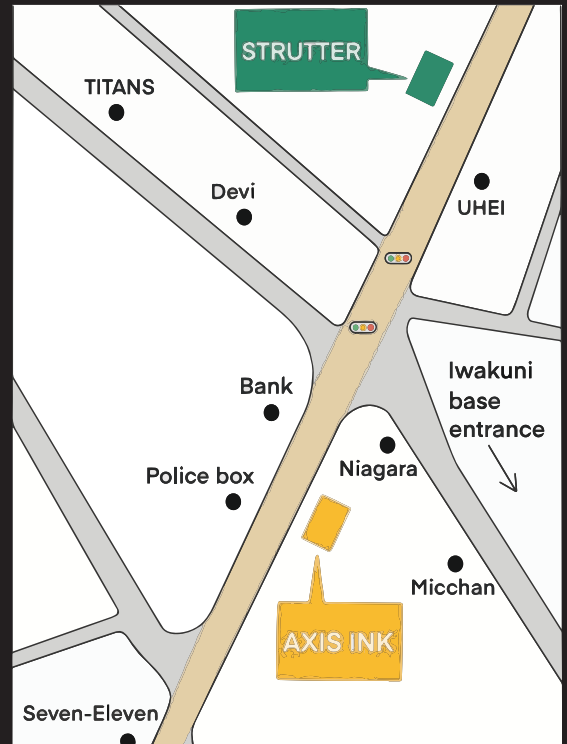 STRUTTER
TITANS
Devi
UHEI
Iwakuni
base
entrance
Bank
Niagara
Police box
Micchan
AXIS INK
Seven-Eleven